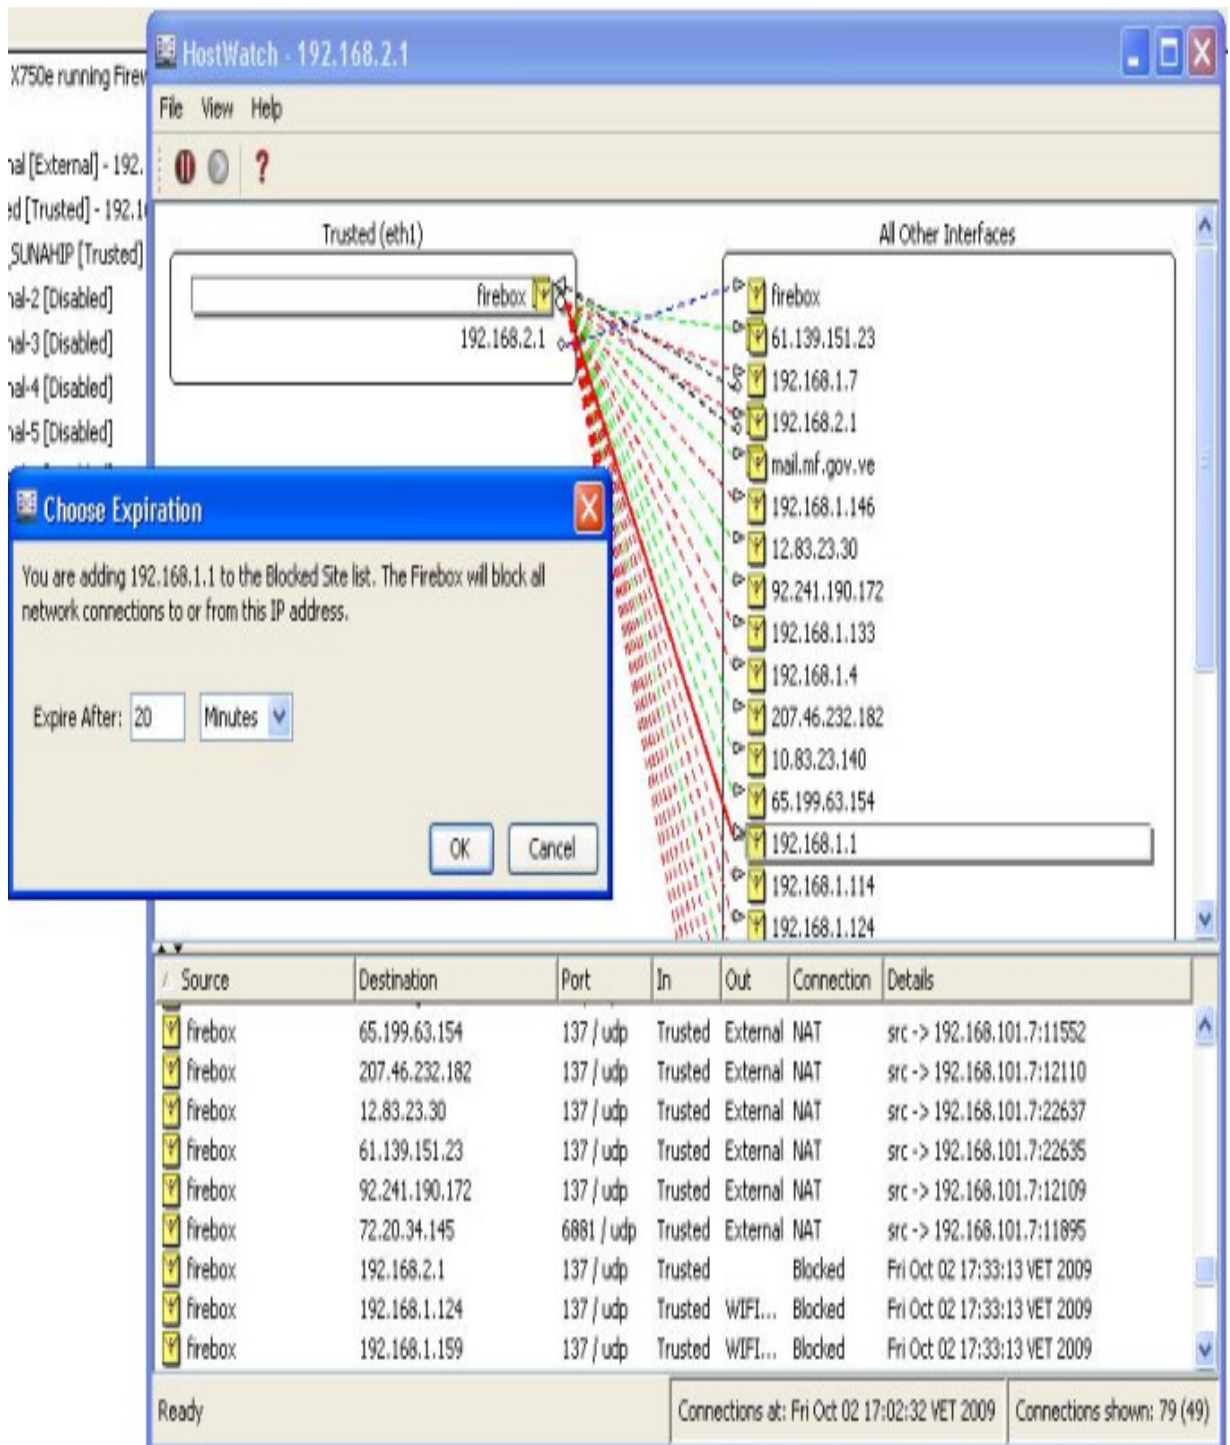 X750e running Firew
nal [External] - 192.
ed [Trusted] - 192.1
_SUNAHIP [Trusted]
nal-2 [Disabled]
nal-3 [Disabled]
nal-4 [Disabled]
nal-5 [Disabled]
HostWatch - 192.168.2.1
File View Help
Trusted (eth1)
firebox
192.168.2.1
All Other Interfaces
firebox
61.139.151.23
192.168.1.7
192.168.2.1
mail.mf.gov.ve
192.168.1.146
12.83.23.30
92.241.190.172
192.168.1.133
192.168.1.4
207.46.232.182
10.83.23.140
65.199.63.154
192.168.1.1
192.168.1.114
192.168.1.124
Choose Expiration
You are adding 192.168.1.1 to the Blocked Site list. The Firebox will block all
network connections to or from this IP address.
Expire After: 20 Minutes
OK Cancel
Source Destination Port In Out Connection Details
firebox 65.199.63.154 137 / udp Trusted External NAT src -> 192.168.101.7:11552
firebox 207.46.232.182 137 / udp Trusted External NAT src -> 192.168.101.7:12110
firebox 12.83.23.30 137 / udp Trusted External NAT src -> 192.168.101.7:22637
firebox 61.139.151.23 137 / udp Trusted External NAT src -> 192.168.101.7:22635
firebox 92.241.190.172 137 / udp Trusted External NAT src -> 192.168.101.7:12109
firebox 72.20.34.145 6881 / udp Trusted External NAT src -> 192.168.101.7:11895
firebox 192.168.2.1 137 / udp Trusted Blocked Fri Oct 02 17:33:13 VET 2009
firebox 192.168.1.124 137 / udp Trusted WIFI... Blocked Fri Oct 02 17:33:13 VET 2009
firebox 192.168.1.159 137 / udp Trusted WIFI... Blocked Fri Oct 02 17:33:13 VET 2009
Ready Connections at: Fri Oct 02 17:02:32 VET 2009 Connections shown: 79 (49)